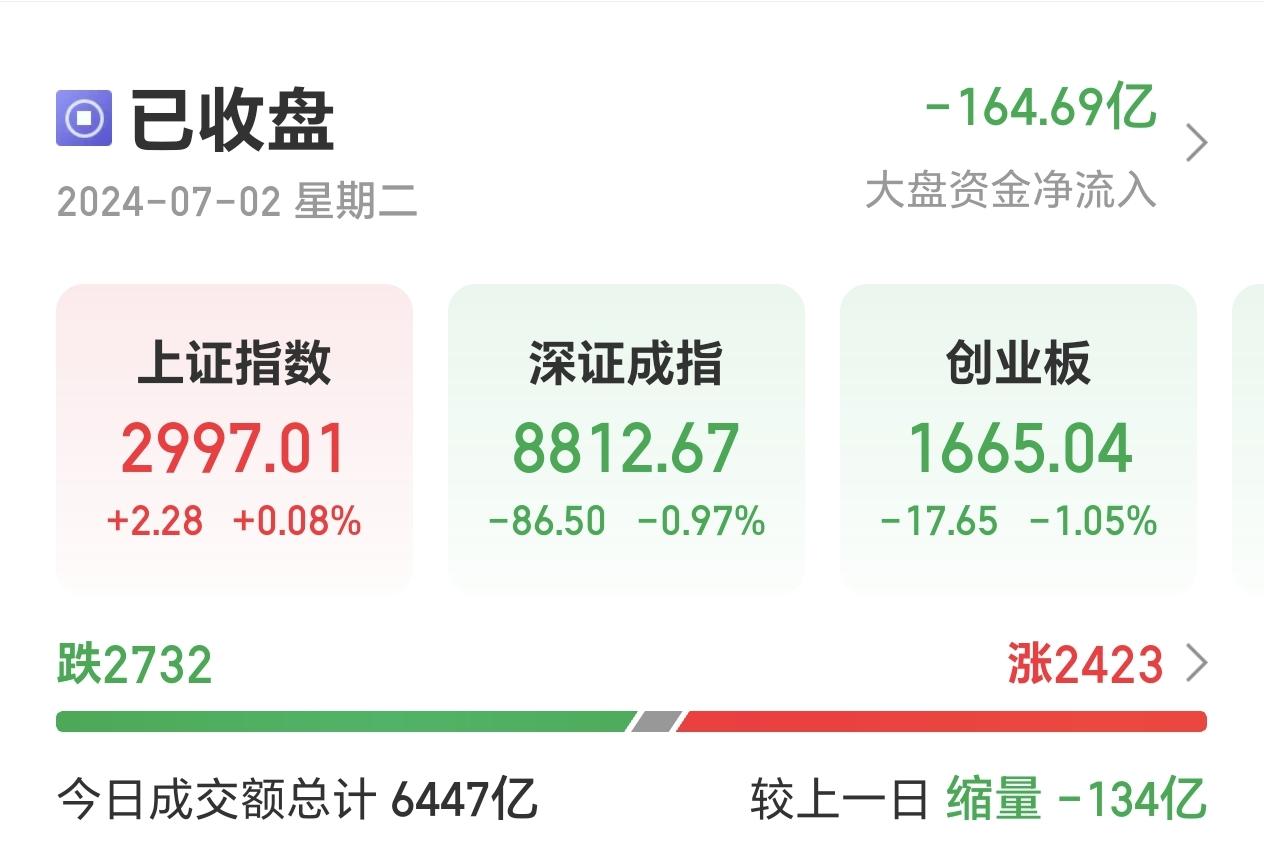 已收盘
-164.69亿
2024-07-02 星期二
大盘资金净流入
上证指数
2997.01
+2.28 +0.08%
深证成指
8812.67
-86.50 -0.97%
创业板
1665.04
-17.65 -1.05%
跌2732
涨2423
今日成交额总计 6447亿
较上一日 缩量 -134亿